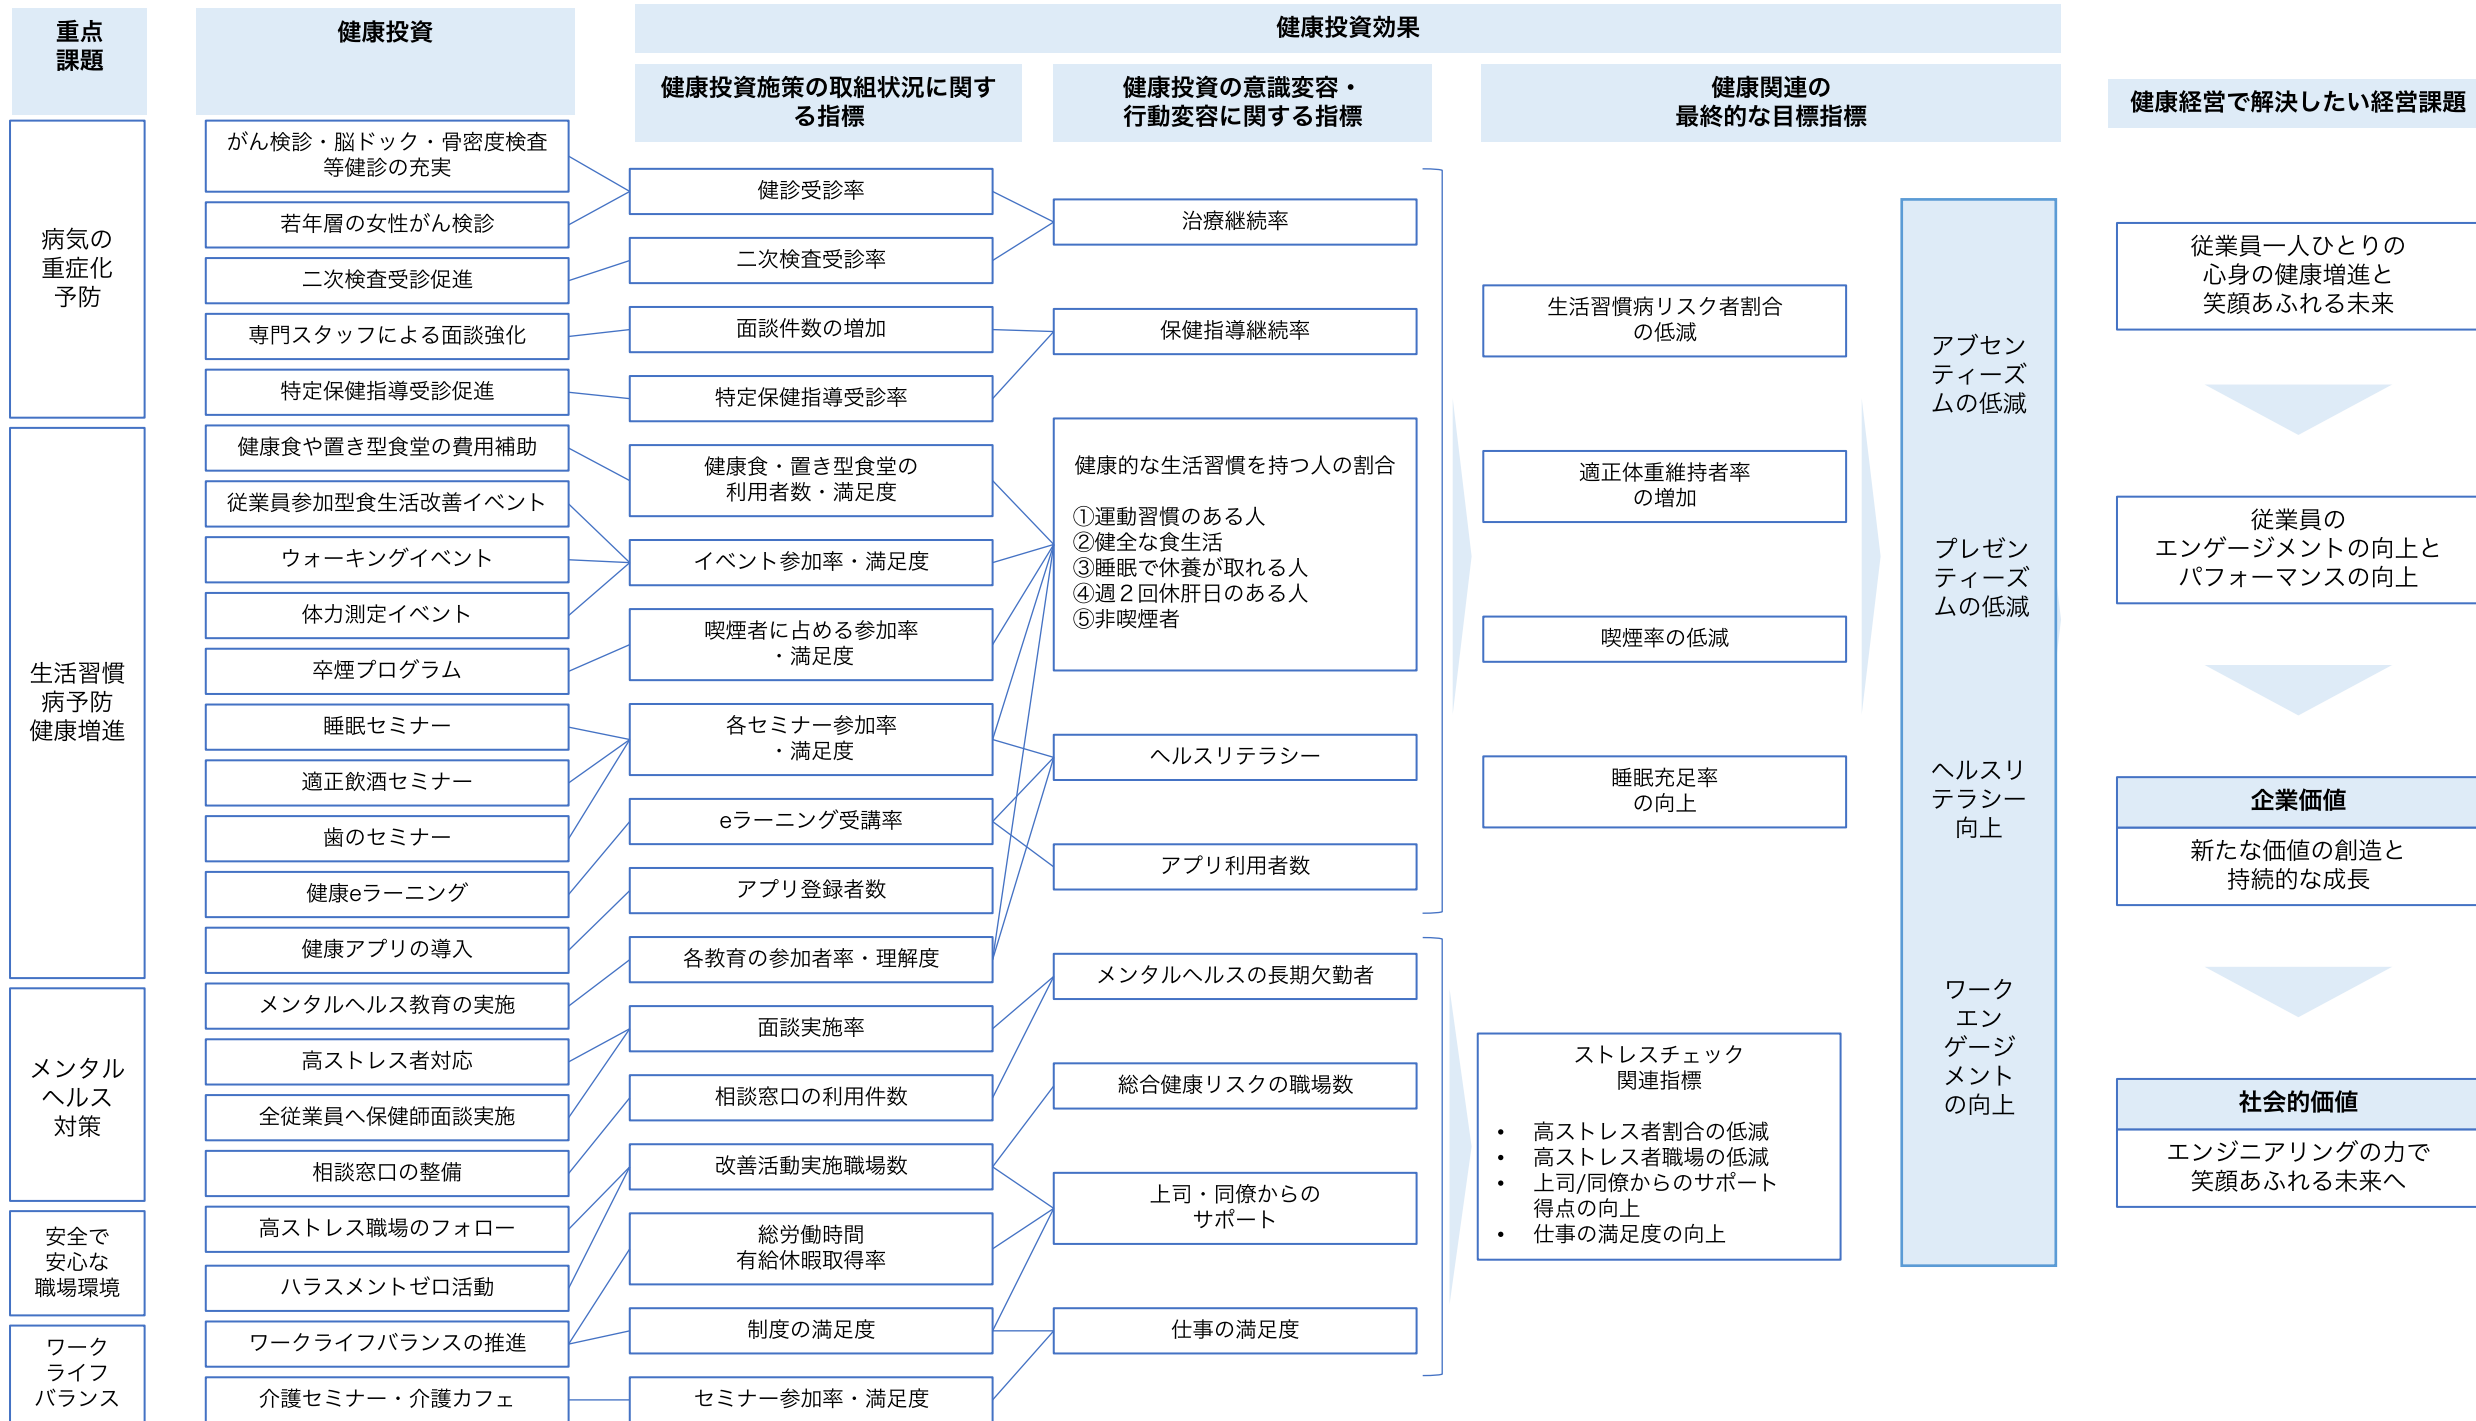 重点
課題
健康投資
健康投資効果
健康投資施策の取組状況に関す
る指標
健康投資の意識変容・
行動変容に関する指標
健康関連の
最終的な目標指標
健康経営で解決したい経営課題
病気の
重症化
予防
生活習慣
病予防
健康増進
メンタル
ヘルス
対策
安全で
安心な
職場環境
ワーク
ライフ
バランス
がん検診・脳ドック・骨密度検査
等健診の充実
若年層の女性がん検診
二次検査受診促進
専門スタッフによる面談強化
特定保健指導受診促進
健康食や置き型食堂の費用補助
従業員参加型食生活改善イベント
ウォーキングイベント
体力測定イベント
卒煙プログラム
睡眠セミナー
適正飲酒セミナー
歯のセミナー
健康eラーニング
健康アプリの導入
メンタルヘルス教育の実施
高ストレス者対応
全従業員へ保健師面談実施
相談窓口の整備
高ストレス職場のフォロー
ハラスメントゼロ活動
ワークライフバランスの推進
介護セミナー・介護カフェ
健診受診率
二次検査受診率
面談件数の増加
特定保健指導受診率
健康食・置き型食堂の
利用者数・満足度
イベント参加率・満足度
喫煙者に占める参加率
・満足度
各セミナー参加率
・満足度
eラーニング受講率
アプリ登録者数
各教育の参加者率・理解度
面談実施率
相談窓口の利用件数
改善活動実施職場数
総労働時間
有給休暇取得率
制度の満足度
セミナー参加率・満足度
治療継続率
保健指導継続率
健康的な生活習慣を持つ人の割合
①運動習慣のある人
②健全な食生活
③睡眠で休養が取れる人
④週２回休肝日のある人
⑤非喫煙者
ヘルスリテラシー
アプリ利用者数
メンタルヘルスの長期欠勤者
総合健康リスクの職場数
上司・同僚からの
サポート
仕事の満足度
生活習慣病リスク者割合
の低減
適正体重維持者率
の増加
喫煙率の低減
睡眠充足率
の向上
ストレスチェック
関連指標
• 高ストレス者割合の低減
• 高ストレス者職場の低減
• 上司/同僚からのサポート
得点の向上
• 仕事の満足度の向上
アブセン
ティーズ
ムの低減
プレゼン
ティーズ
ムの低減
ヘルスリ
テラシー
向上
ワーク
エン
ゲージ
メント
の向上
従業員一人ひとりの
心身の健康増進と
笑顔あふれる未来
従業員の
エンゲージメントの向上と
パフォーマンスの向上
企業価値
新たな価値の創造と
持続的な成長
社会的価値
エンジニアリングの力で
笑顔あふれる未来へ